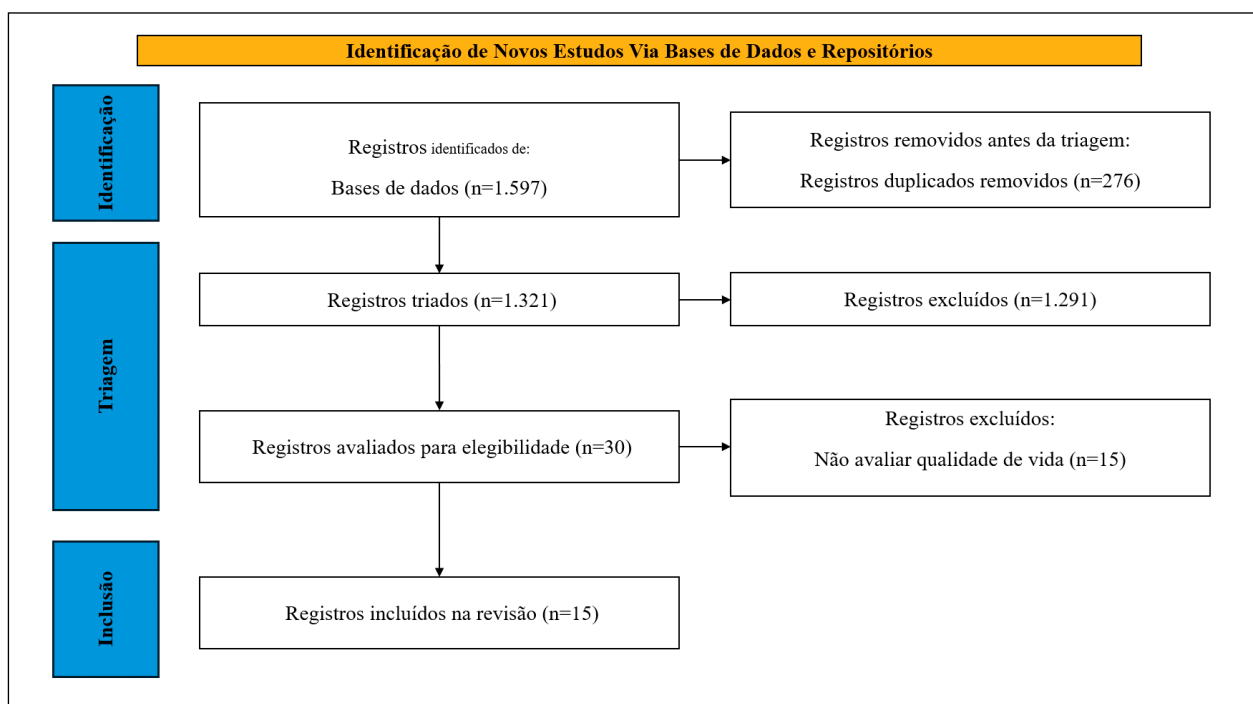 Identificação de Novos Estudos Via Bases de Dados e Repositórios
Identificação
Registros identificados de:
Bases de dados (n=1.597)
Registros removidos antes da triagem:
Registros duplicados removidos (n=276)
Triagem
Registros triados (n=1.321)
Registros excluídos (n=1.291)
Registros avaliados para elegibilidade (n=30)
Registros excluídos:
Não avaliar qualidade de vida (n=15)
Inclusão
Registros incluídos na revisão (n=15)